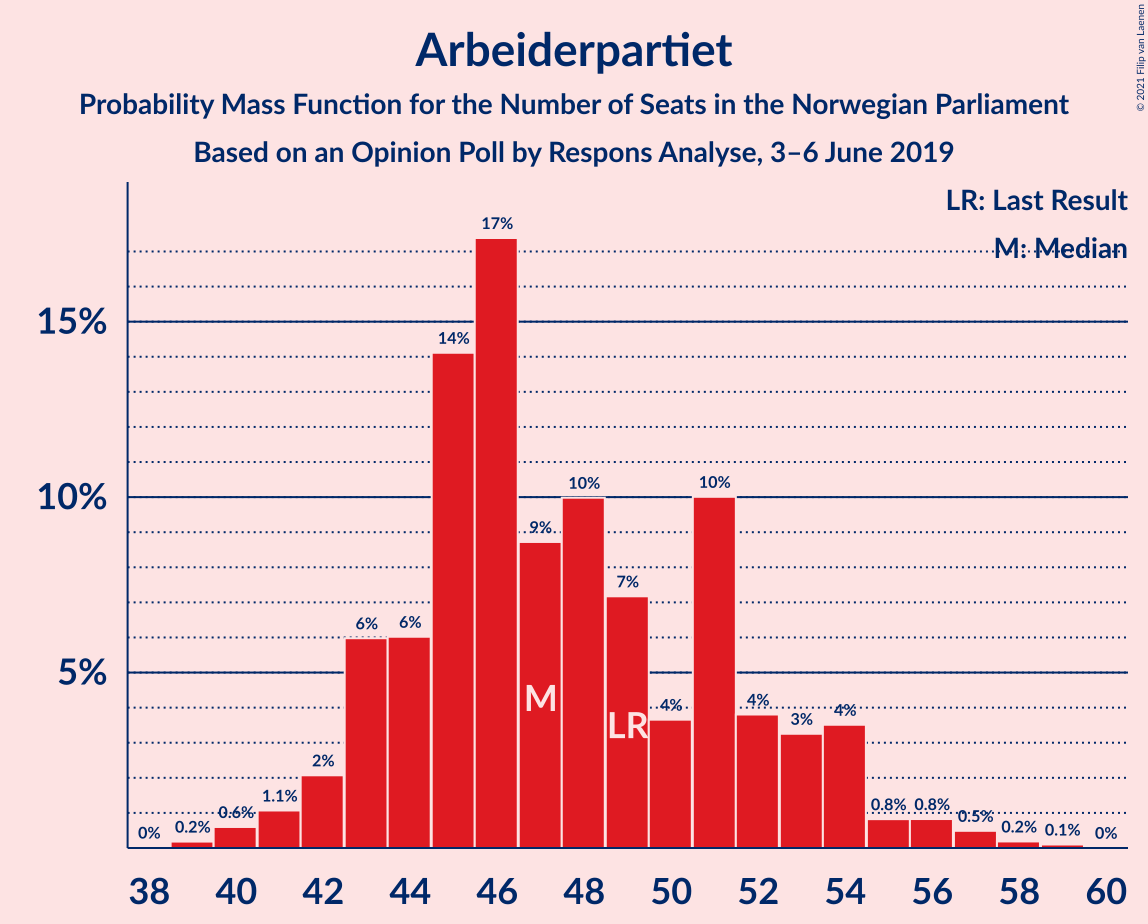 Arbeiderpartiet
Probability Mass Function for the Number of Seats in the Norwegian Parliament
Based on an Opinion Poll by Respons Analyse, 3–6 June 2019
© 2021 Filip van Laenen
LR: Last Result
M: Median
15%
10%
5%
0%
0.2%
0.6%
1.1%
2%
6%
6%
14%
17%
9%
10%
7%
4%
10%
4%
3%
4%
0.8%
0.8%
0.5%
0.2%
0.1%
0%
M
LR
38 40 42 44 46 48 50 52 54 56 58 60